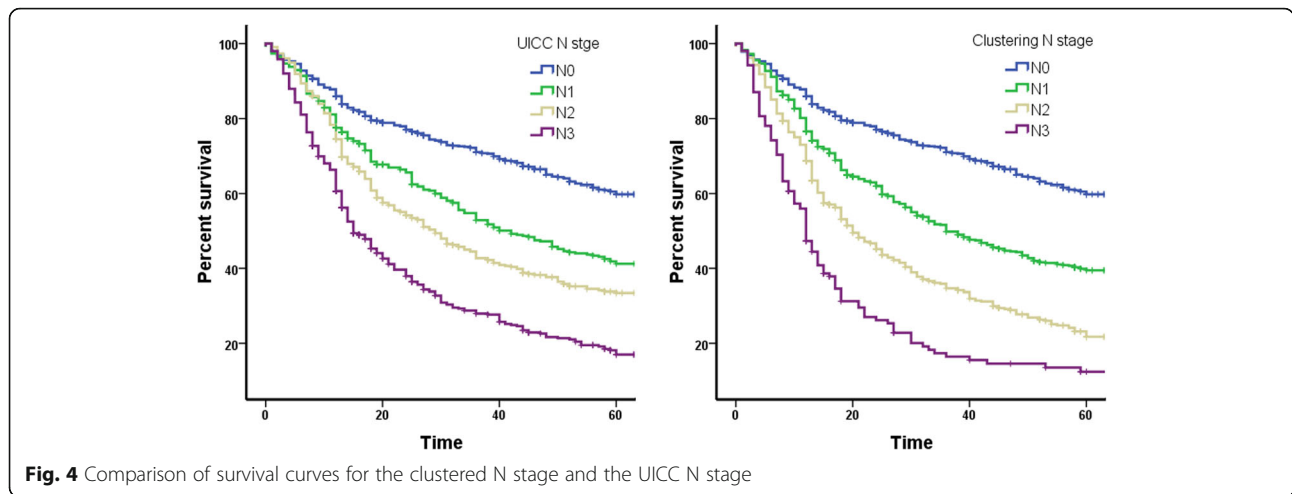 UICC N stge
N0
N1
N2
N3
Percent survival
100
80
60
40
20
0
20
40
60
Time
Clustering N stage
N0
N1
N2
N3
Percent survival
100
80
60
40
20
0
20
40
60
Time
Fig. 4 Comparison of survival curves for the clustered N stage and the UICC N stage